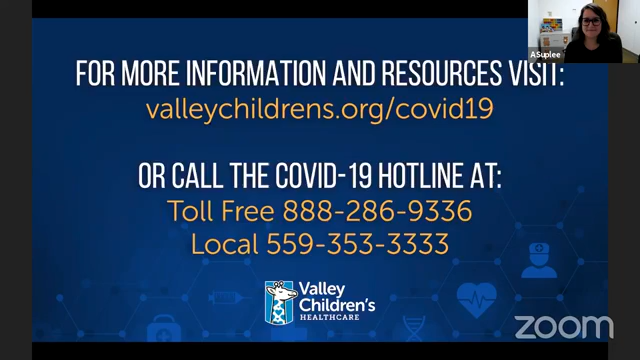 FOR MORE INFORMATION AND RESOURCES VISIT:
valleychildrens.org/covid19
OR CALL THE COVID-19 HOTLINE AT:
Toll Free 888-286-9336
Local 559-353-3333
Valley
Children's
HEALTHCARE
A Suplee
zoom